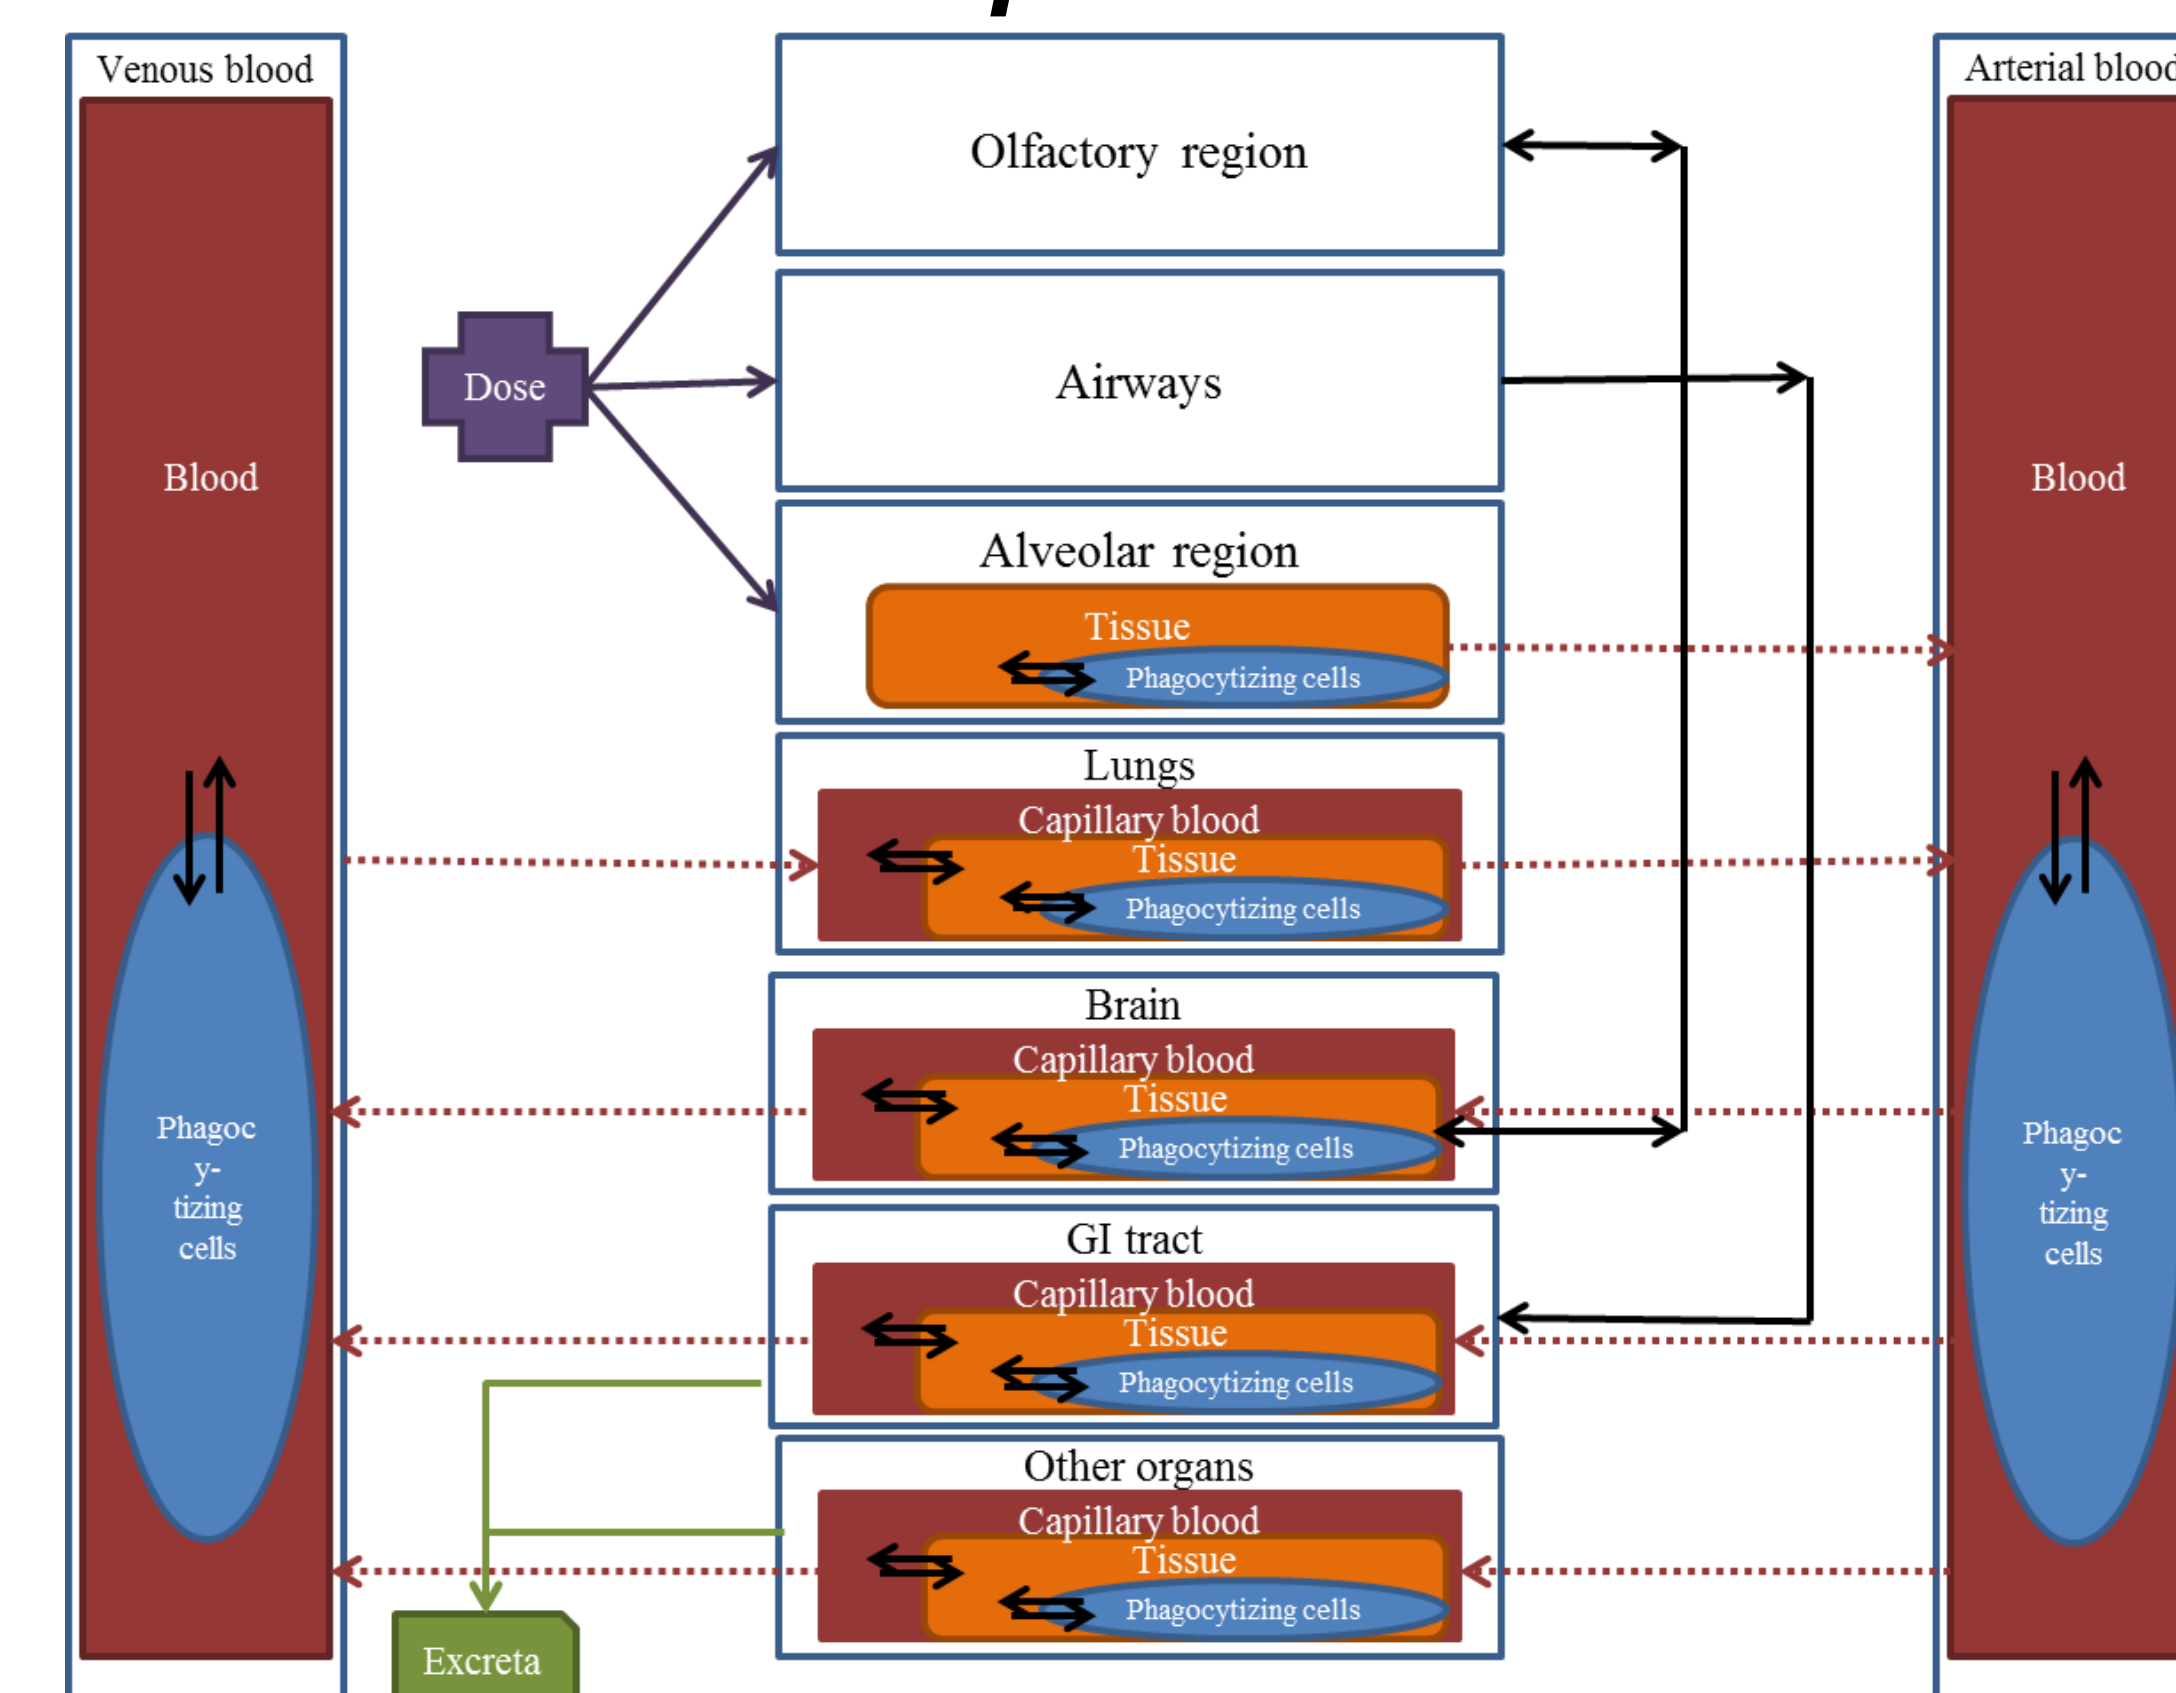 Venous blood
Blood
Phagoc
y-
tizing
cells
Dose
Excreta
Olfactory region
Airways
Alveolar region
Tissue
Phagocytizing cells
Lungs
Capillary blood
Tissue
Phagocytizing cells
Brain
Capillary blood
Tissue
Phagocytizing cells
GI tract
Capillary blood
Tissue
Phagocytizing cells
Other organs
Capillary blood
Tissue
Phagocytizing cells
Arterial blood
Blood
Phagoc
y-
tizing
cells